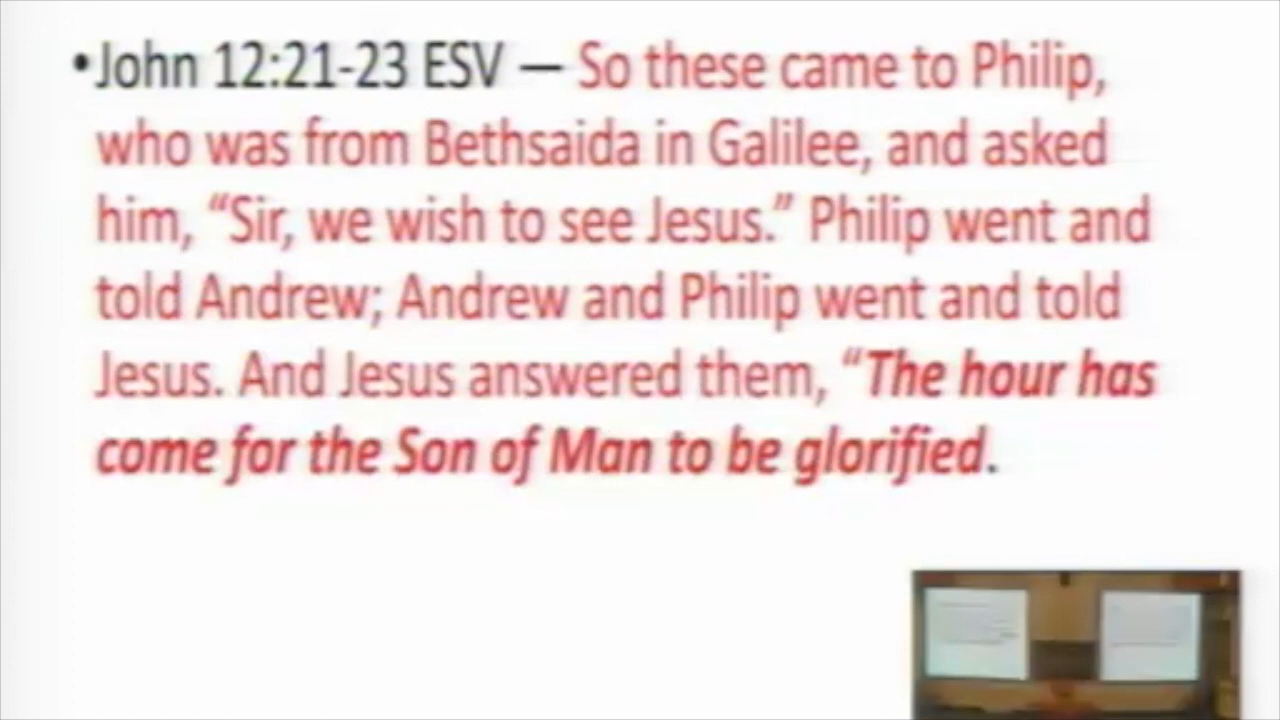 •John 12:21-23 ESV — So these came to Philip,
who was from Bethsaida in Galilee, and asked
him, “Sir, we wish to see Jesus.” Philip went and
told Andrew; Andrew and Philip went and told
Jesus. And Jesus answered them, “The hour has
come for the Son of Man to be glorified.